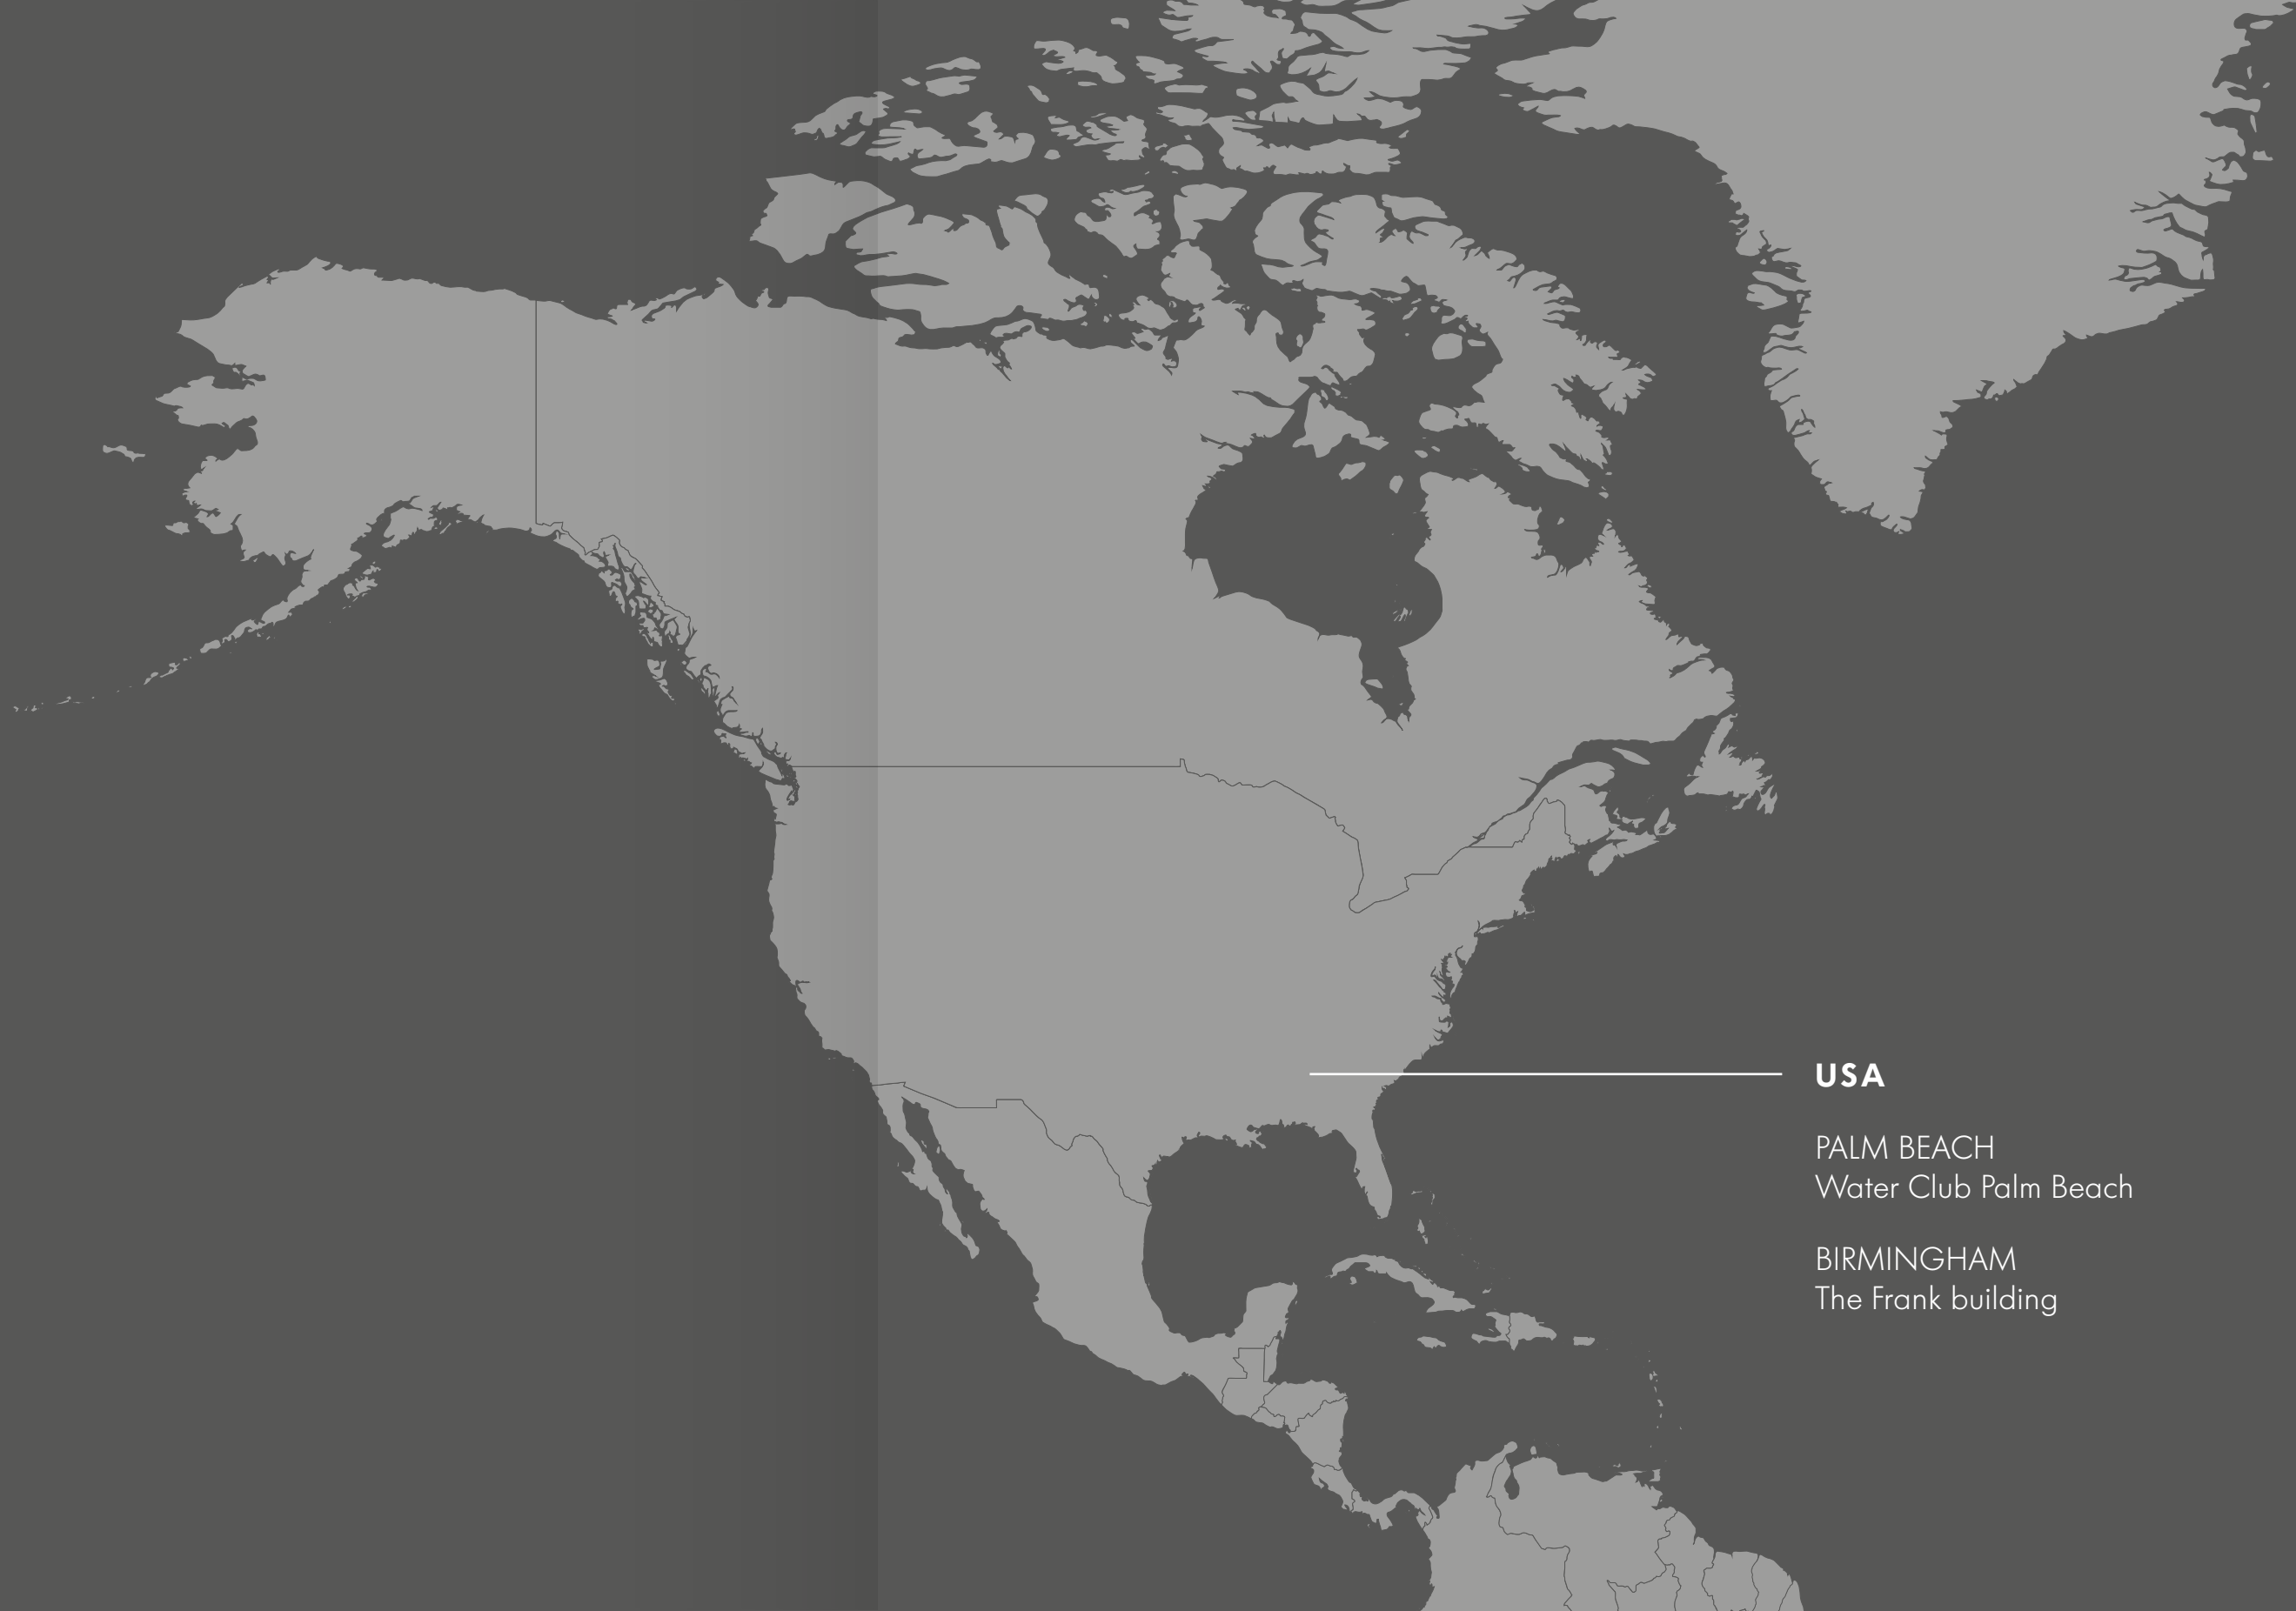 USA
PALM BEACH
Water Club Palm Beach
BIRMINGHAM
The Frank building